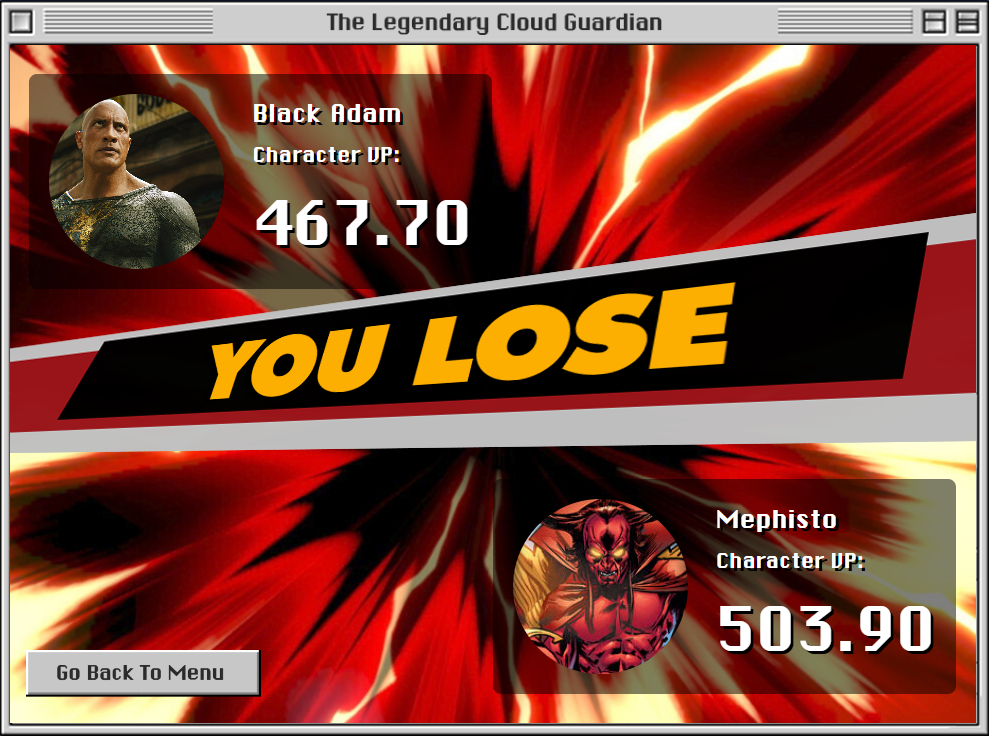 The Legendary Cloud Guardian
Black Adam
Character VP:
467.70
YOU LOSE
Mephisto
Character VP:
503.90
Go Back To Menu